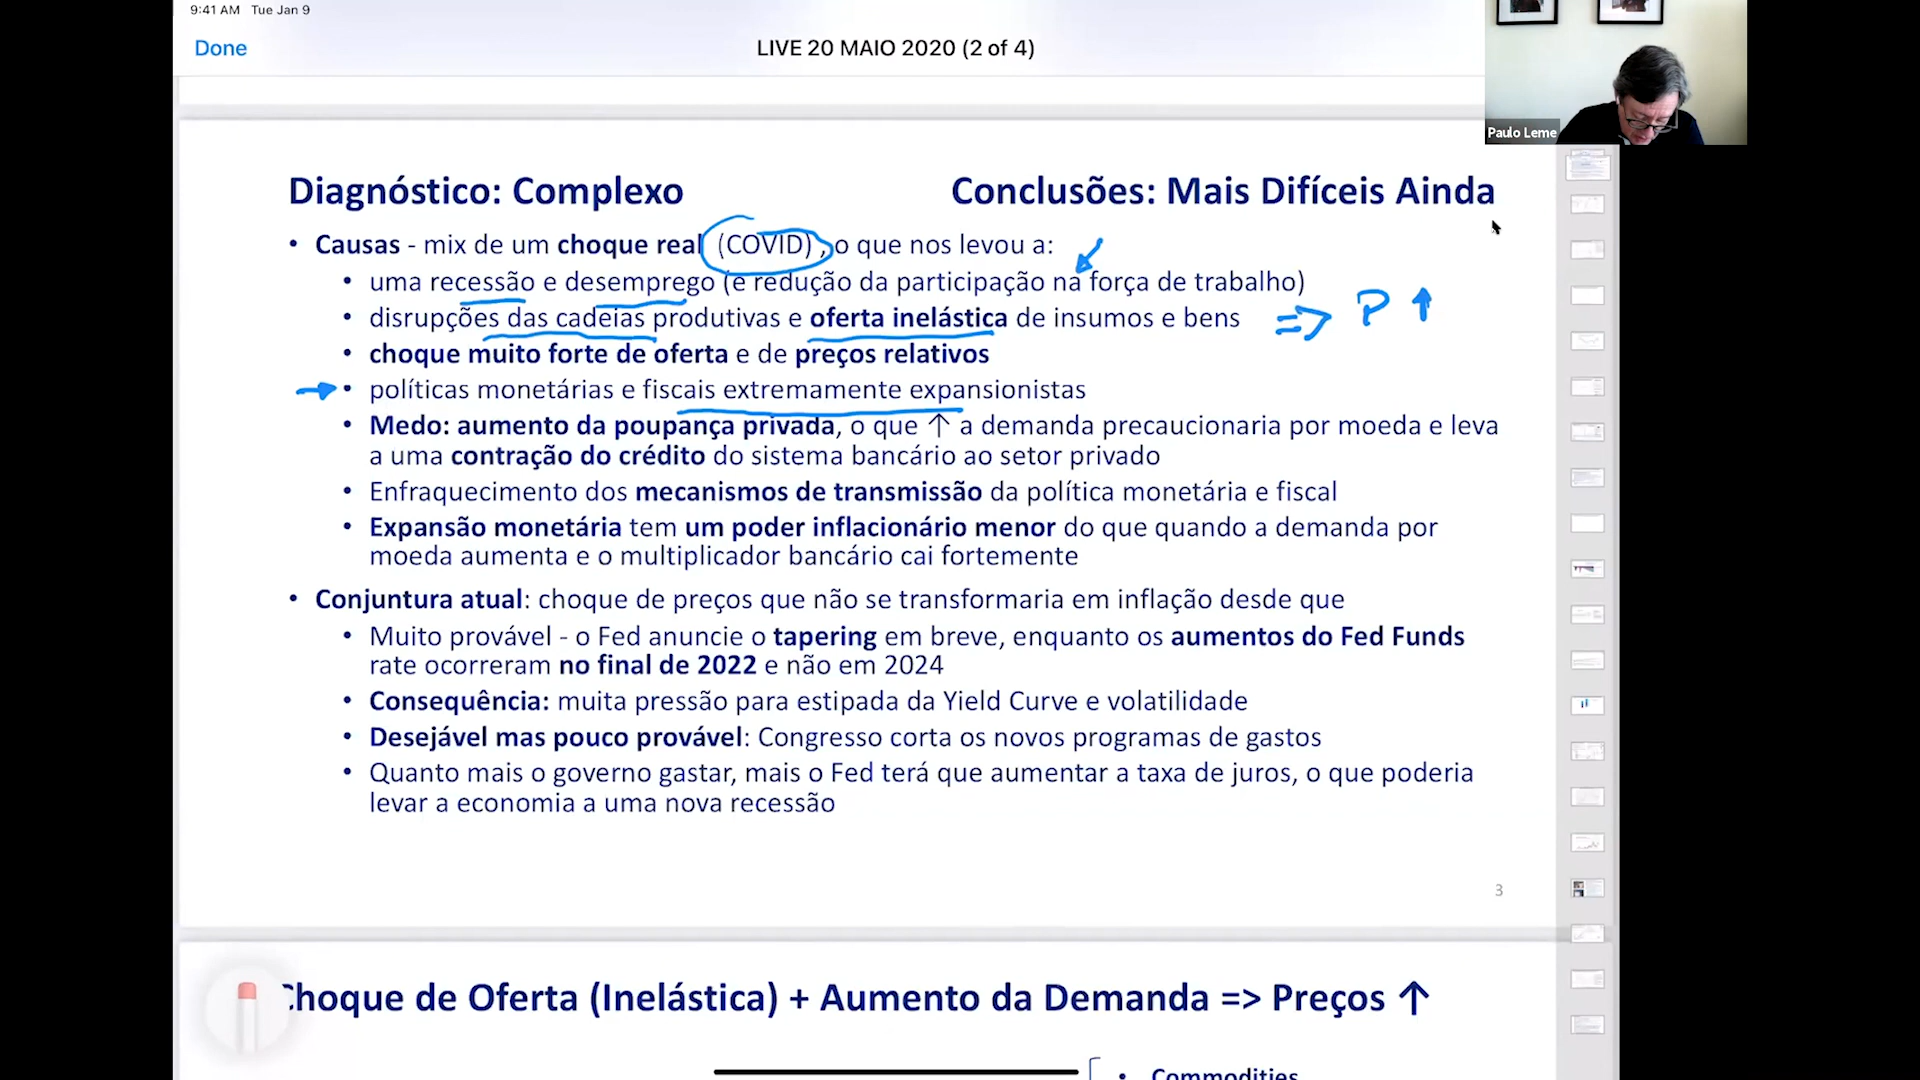 9:41 AM Tue Jan 9
Done
LIVE 20 MAIO 2020 (2 of 4)
Paulo Leme
Diagnóstico: Complexo Conclusões: Mais Difíceis Ainda
• Causas - mix de um choque real (COVID), o que nos levou a:
• uma recessão e desemprego (e redução da participação na força de trabalho)
• disrupções das cadeias produtivas e oferta inelástica de insumos e bens => P ↑
• choque muito forte de oferta e de preços relativos
→ • políticas monetárias e fiscais extremamente expansionistas
• Medo: aumento da poupança privada, o que ↑ a demanda precaucionaria por moeda e leva
a uma contração do crédito do sistema bancário ao setor privado
• Enfraquecimento dos mecanismos de transmissão da política monetária e fiscal
• Expansão monetária tem um poder inflacionário menor do que quando a demanda por
moeda aumenta e o multiplicador bancário cai fortemente
• Conjuntura atual: choque de preços que não se transformaria em inflação desde que
• Muito provável - o Fed anuncie o tapering em breve, enquanto os aumentos do Fed Funds
rate ocorreram no final de 2022 e não em 2024
• Consequência: muita pressão para estipada da Yield Curve e volatilidade
• Desejável mas pouco provável: Congresso corta os novos programas de gastos
• Quanto mais o governo gastar, mais o Fed terá que aumentar a taxa de juros, o que poderia
levar a economia a uma nova recessão
3
Choque de Oferta (Inelástica) + Aumento da Demanda => Preços ↑
• Commodities